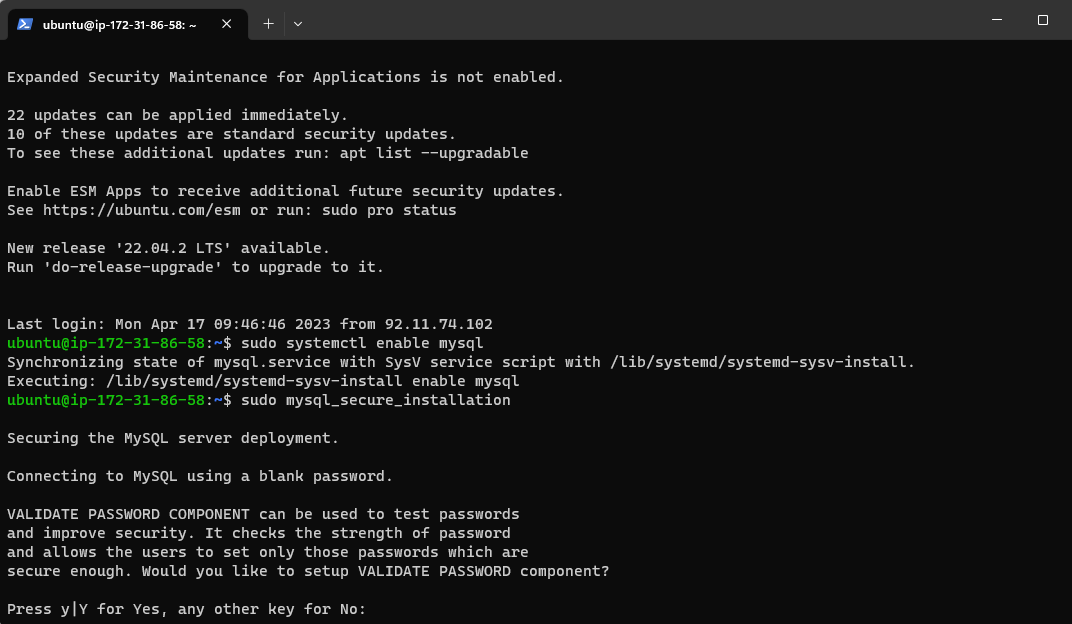 ubuntu@ip-172-31-86-58: ~
Expanded Security Maintenance for Applications is not enabled.
22 updates can be applied immediately.
10 of these updates are standard security updates.
To see these additional updates run: apt list --upgradable
Enable ESM Apps to receive additional future security updates.
See https://ubuntu.com/esm or run: sudo pro status
New release '22.04.2 LTS' available.
Run 'do-release-upgrade' to upgrade to it.
Last login: Mon Apr 17 09:46:46 2023 from 92.11.74.102
ubuntu@ip-172-31-86-58:~$ sudo systemctl enable mysql
Synchronizing state of mysql.service with SysV service script with /lib/systemd/systemd-sysv-install.
Executing: /lib/systemd/systemd-sysv-install enable mysql
ubuntu@ip-172-31-86-58:~$ sudo mysql_secure_installation
Securing the MySQL server deployment.
Connecting to MySQL using a blank password.
VALIDATE PASSWORD COMPONENT can be used to test passwords
and improve security. It checks the strength of password
and allows the users to set only those passwords which are
secure enough. Would you like to setup VALIDATE PASSWORD component?
Press y|Y for Yes, any other key for No: